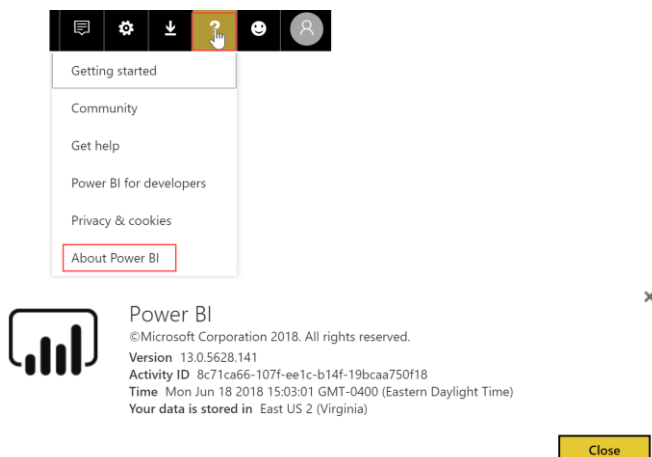 ?
Getting started
Community
Get help
Power BI for developers
Privacy & cookies
About Power BI
Power BI
©Microsoft Corporation 2018. All rights reserved.
Version 13.0.5628.141
Activity ID 8c71ca66-107f-ee1c-b14f-19bcaa750f18
Time Mon Jun 18 2018 15:03:01 GMT-0400 (Eastern Daylight Time)
Your data is stored in East US 2 (Virginia)
Close